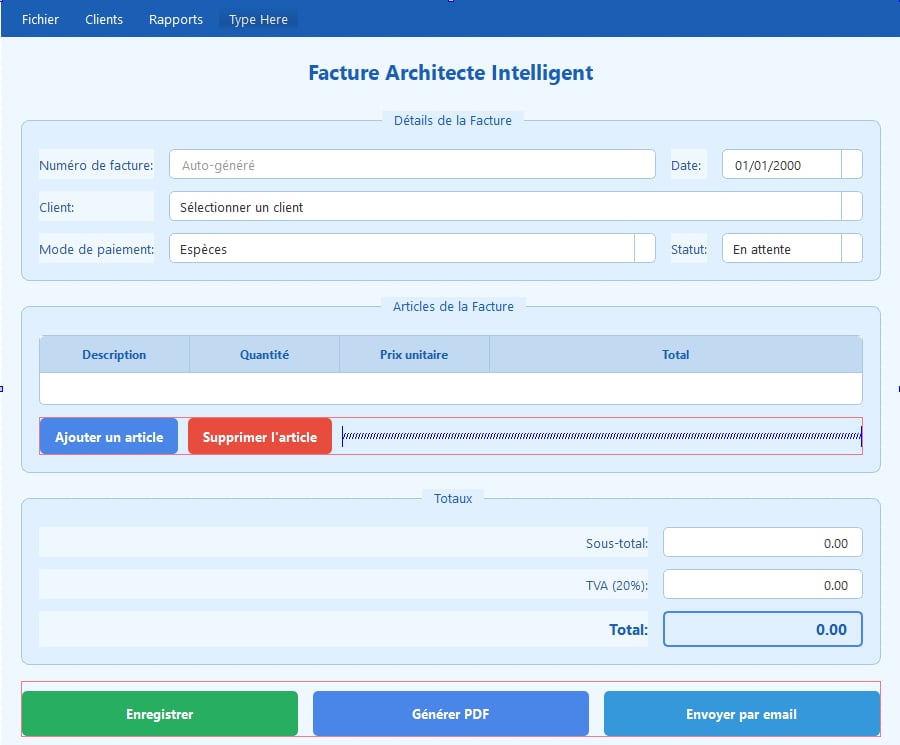 Fichier Clients Rapports Type Here
Facture Architecte Intelligent
Détails de la Facture
Numéro de facture: Auto-généré Date: 01/01/2000
Client: Sélectionner un client
Mode de paiement: Espèces Statut: En attente
Articles de la Facture
Description Quantité Prix unitaire Total
Ajouter un article Supprimer l'article
Totaux
Sous-total: 0.00
TVA (20%): 0.00
Total: 0.00
Enregistrer Générer PDF Envoyer par email